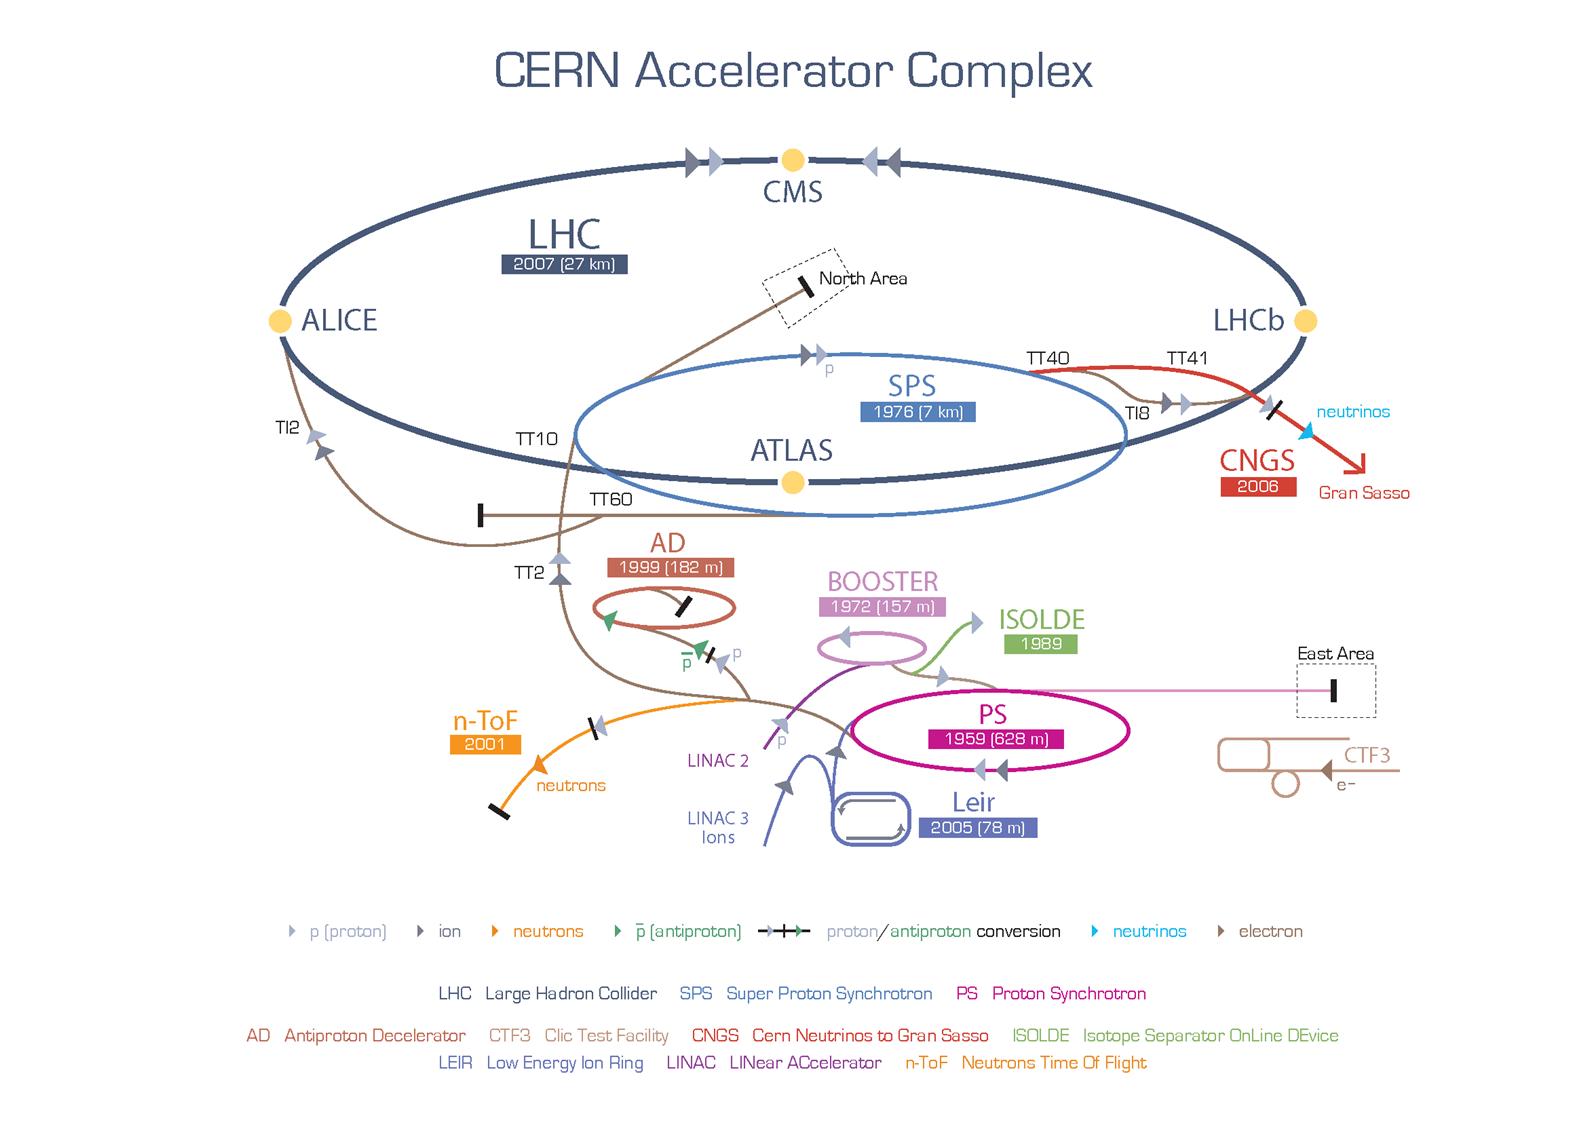 CERN Accelerator Complex
CMS
LHC
2007 (27 km)
North Area
ALICE
LHCb
TT40
TT41
p
SPS
1976 (7 km)
TI8
neutrinos
TI2
TT10
ATLAS
CNGS
2006
Gran Sasso
TT60
AD
1999 (182 m)
TT2
BOOSTER
1972 (157 m)
ISOLDE
1989
p̅
p
East Area
n-ToF
2001
PS
1959 (628 m)
p
LINAC 2
neutrons
CTF3
e-
Leir
2005 (78 m)
LINAC 3
Ions
p (proton) ion neutrons p̅ (antiproton) proton/antiproton conversion neutrinos electron
LHC Large Hadron Collider SPS Super Proton Synchrotron PS Proton Synchrotron
AD Antiproton Decelerator CTF3 Clic Test Facility CNGS Cern Neutrinos to Gran Sasso ISOLDE Isotope Separator OnLine DEvice
LEIR Low Energy Ion Ring LINAC LINear ACcelerator n-ToF Neutrons Time Of Flight